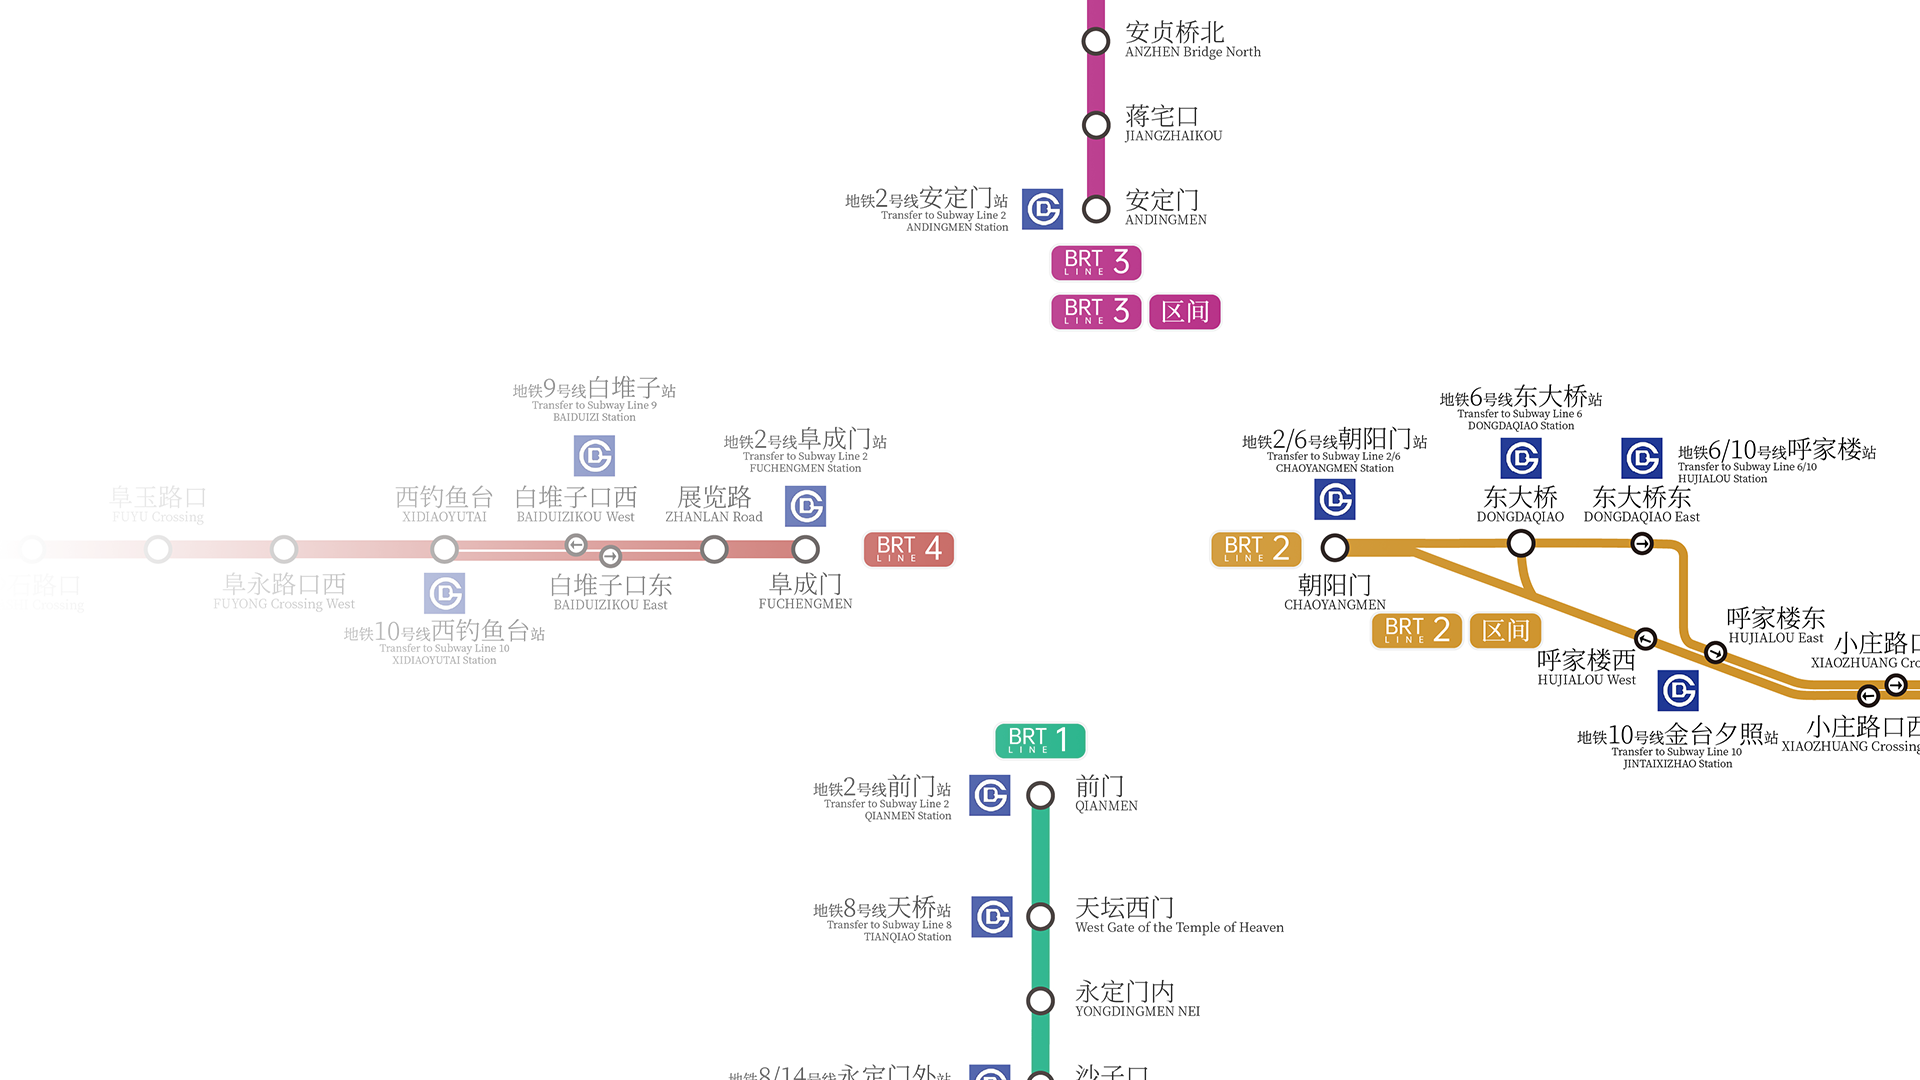 安贞桥北
ANZHEN Bridge North
蒋宅口
JIANGZHAIKOU
地铁2号线安定门站
Transfer to Subway Line 2
ANDINGMEN Station
安定门
ANDINGMEN
BRT LINE 3
BRT LINE 3 区间
地铁9号线白堆子站
Transfer to Subway Line 9
BAIDUIZI Station
地铁2号线阜成门站
Transfer to Subway Line 2
FUCHENGMEN Station
阜玉路口
FUYU Crossing
西钓鱼台
XIDIAOYUTAI
白堆子口西
BAIDUIZIKOU West
展览路
ZHANLAN Road
BRT LINE 4
路口
Crossing
阜永路口西
FUYONG Crossing West
白堆子口东
BAIDUIZIKOU East
阜成门
FUCHENGMEN
地铁10号线西钓鱼台站
Transfer to Subway Line 10
XIDIAOYUTAI Station
地铁6号线东大桥站
Transfer to Subway Line 6
DONGDAQIAO Station
地铁2/6号线朝阳门站
Transfer to Subway Line 2/6
CHAOYANGMEN Station
地铁6/10号线呼家楼站
Transfer to Subway Line 6/10
HUJIALOU Station
东大桥
DONGDAQIAO
东大桥东
DONGDAQIAO East
BRT LINE 2
朝阳门
CHAOYANGMEN
BRT LINE 2 区间
呼家楼东
HUJIALOU East
小庄路口
XIAOZHUANG Cro
呼家楼西
HUJIALOU West
小庄路口西
XIAOZHUANG Crossing
地铁10号线金台夕照站
Transfer to Subway Line 10
JINTAIXIZHAO Station
BRT LINE 1
地铁2号线前门站
Transfer to Subway Line 2
QIANMEN Station
前门
QIANMEN
地铁8号线天桥站
Transfer to Subway Line 8
TIANQIAO Station
天坛西门
West Gate of the Temple of Heaven
永定门内
YONGDINGMEN NEI
地铁8/14号线永定门外站
沙子口